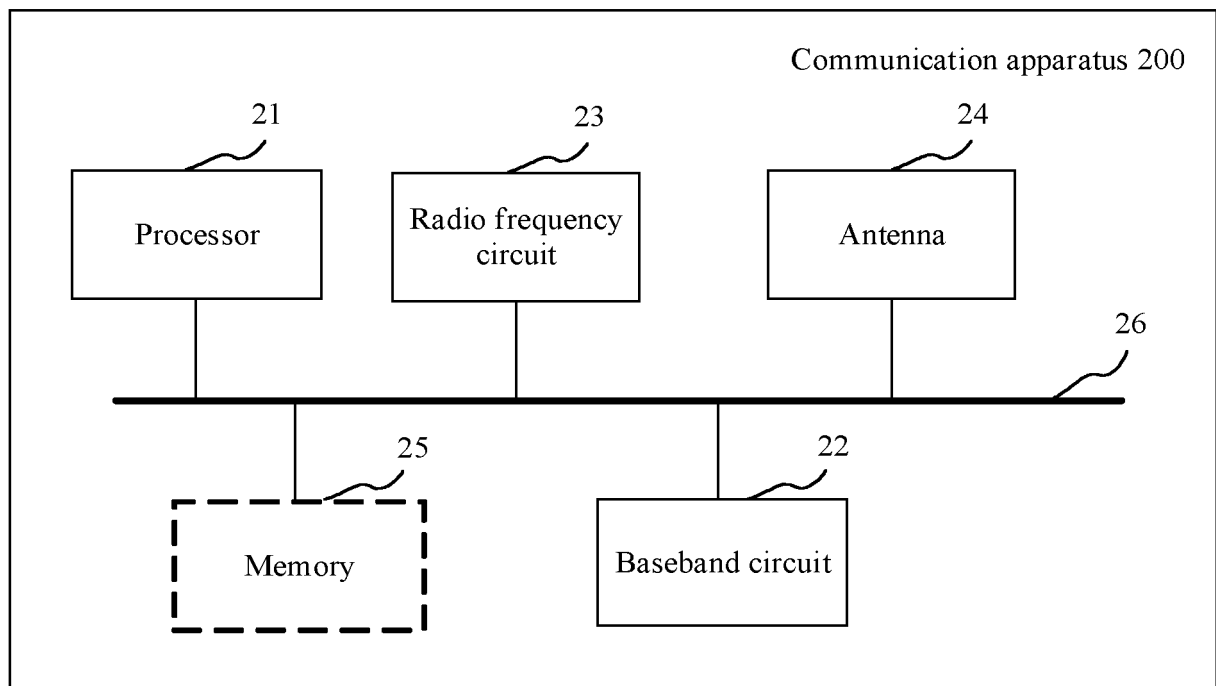 Communication apparatus 200
21
23
24
Processor
Radio frequency
circuit
Antenna
26
25
22
Memory
Baseband circuit